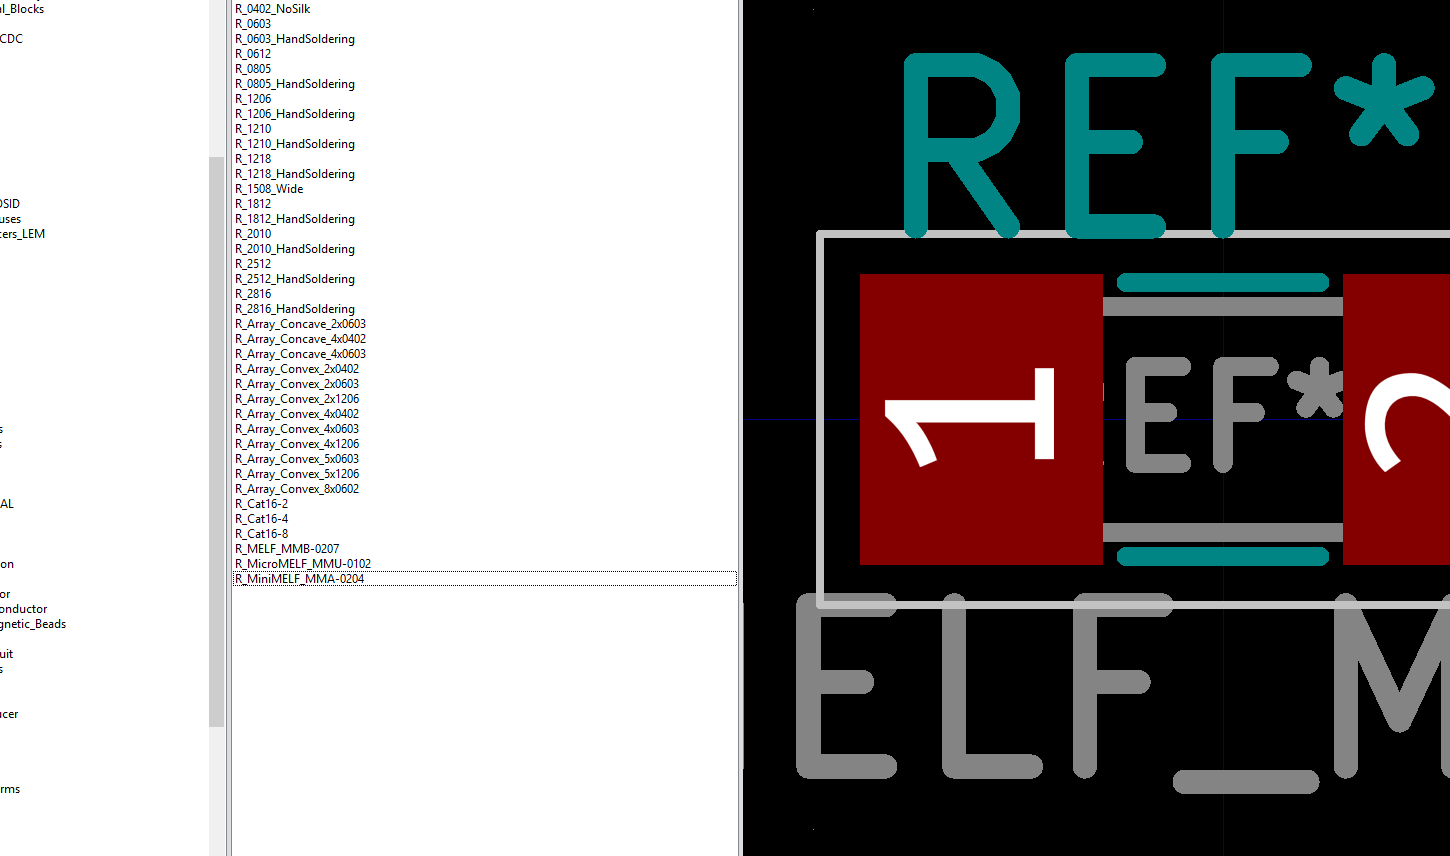 l_Blocks
CDC
OSID
uses
cers_LEM
s
s
AL
on
or
onductor
gnetic_Beads
uit
s
ucer
rms
R_0402_NoSilk
R_0603
R_0603_HandSoldering
R_0612
R_0805
R_0805_HandSoldering
R_1206
R_1206_HandSoldering
R_1210
R_1210_HandSoldering
R_1218
R_1218_HandSoldering
R_1508_Wide
R_1812
R_1812_HandSoldering
R_2010
R_2010_HandSoldering
R_2512
R_2512_HandSoldering
R_2816
R_2816_HandSoldering
R_Array_Concave_2x0603
R_Array_Concave_4x0402
R_Array_Concave_4x0603
R_Array_Convex_2x0402
R_Array_Convex_2x0603
R_Array_Convex_2x1206
R_Array_Convex_4x0402
R_Array_Convex_4x0603
R_Array_Convex_4x1206
R_Array_Convex_5x0603
R_Array_Convex_5x1206
R_Array_Convex_8x0602
R_Cat16-2
R_Cat16-4
R_Cat16-8
R_MELF_MMB-0207
R_MicroMELF_MMU-0102
R_MiniMELF_MMA-0204
REF*
1
EF*
2
ELF_M